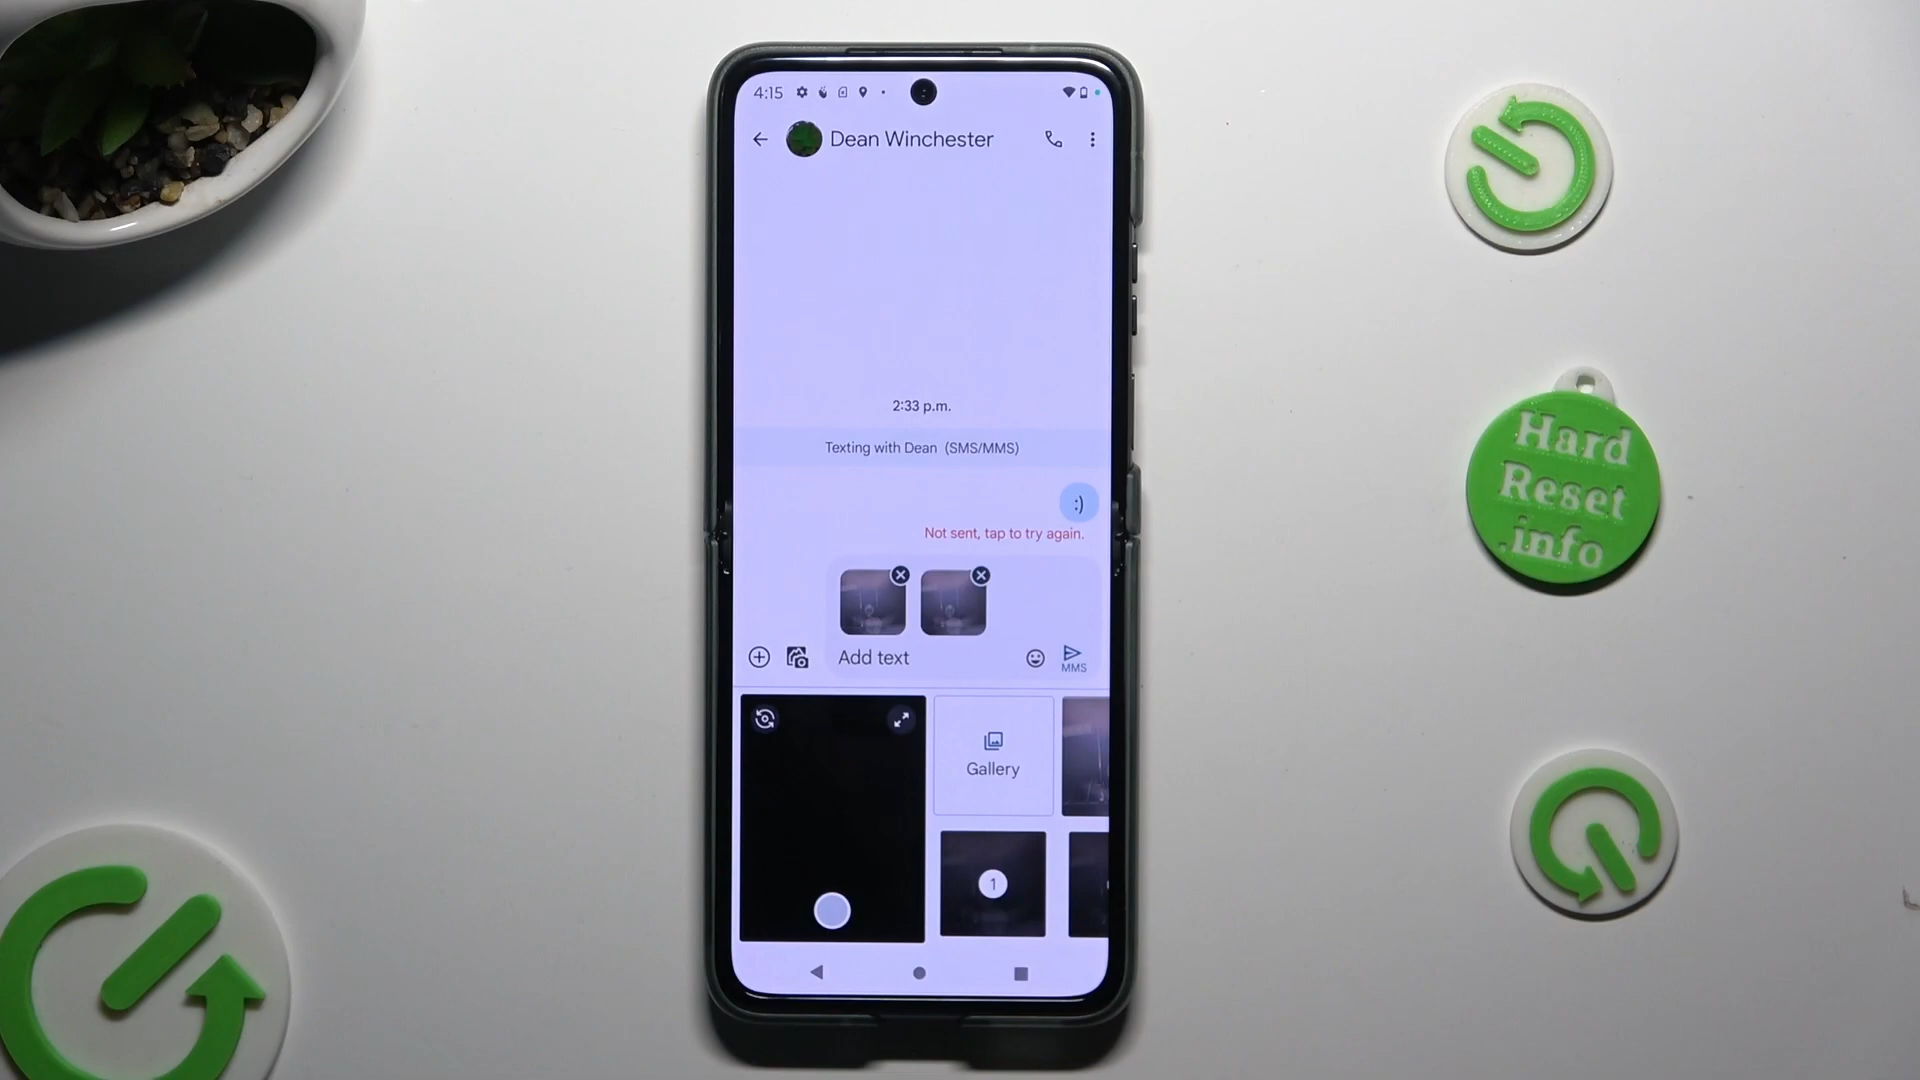 4:15
Dean Winchester
2:33 p.m.
Texting with Dean (SMS/MMS)
:)
Not sent, tap to try again.
Add text
MMS
Gallery
1
Hard
Reset
.info